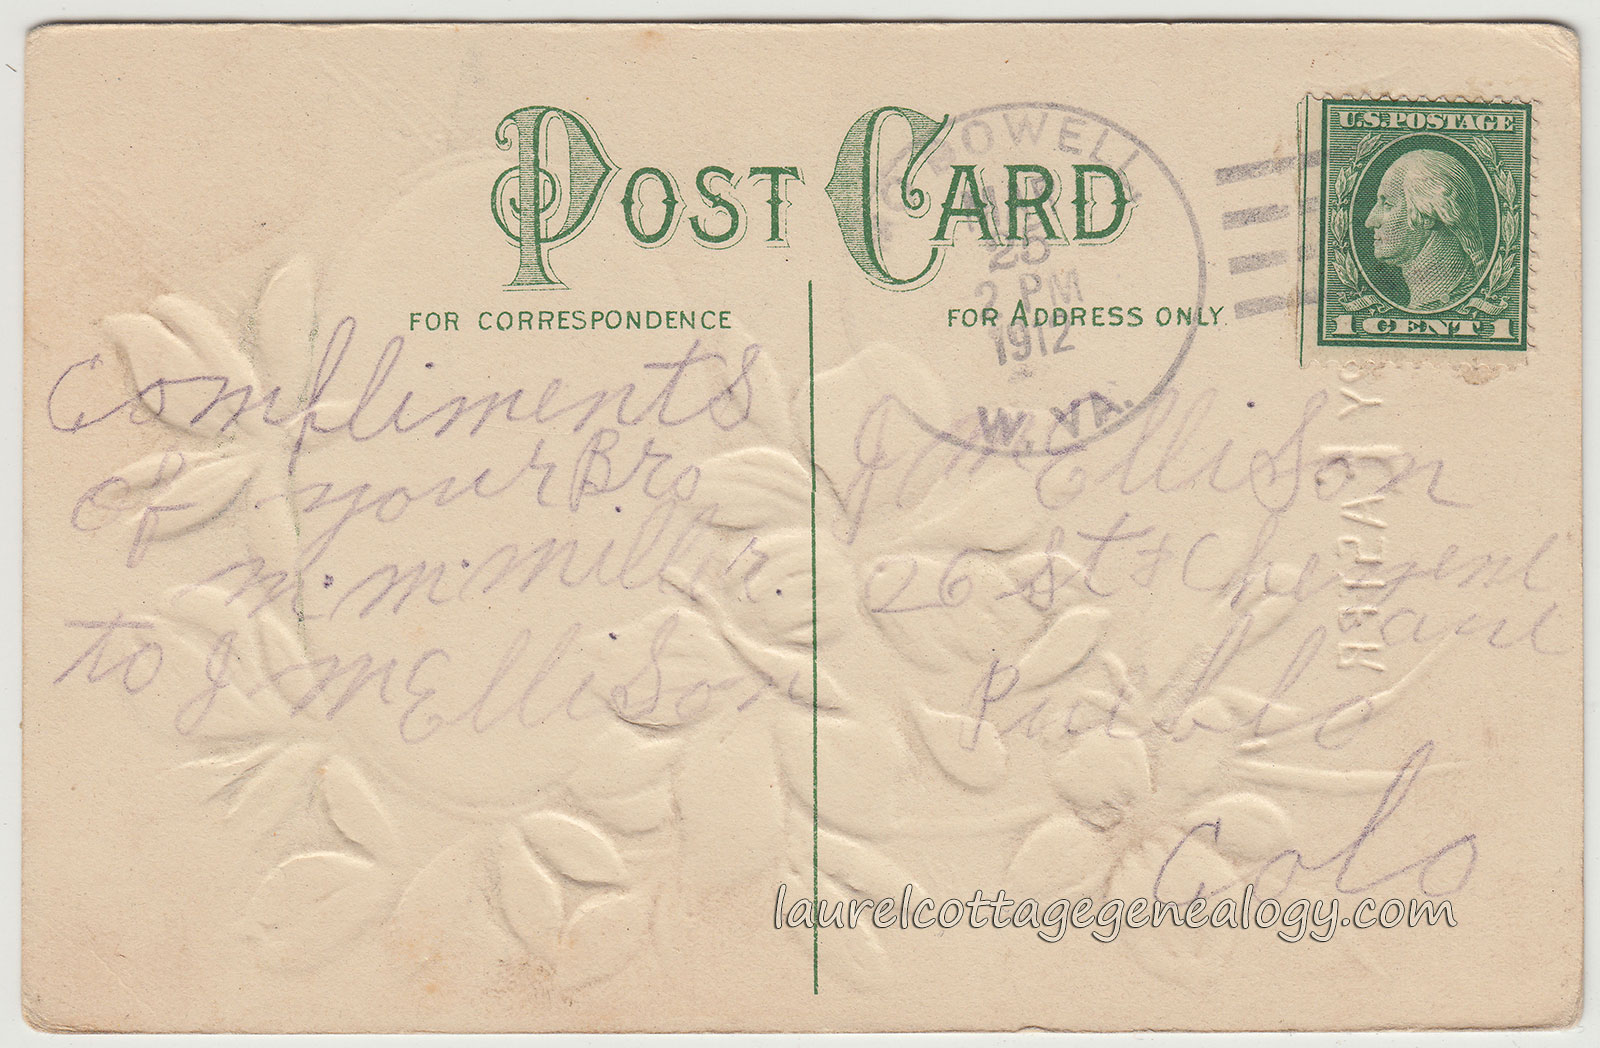 POST CARD
FOR CORRESPONDENCE
FOR ADDRESS ONLY
U.S. POSTAGE
1 CENT 1
25
2 PM
1912
W. VA.
Compliments
of your Bro
m. m. miller.
to J M Ellison
J M Ellison
26 St &
Pueblo
Colo
laurelcottagegenealogy.com